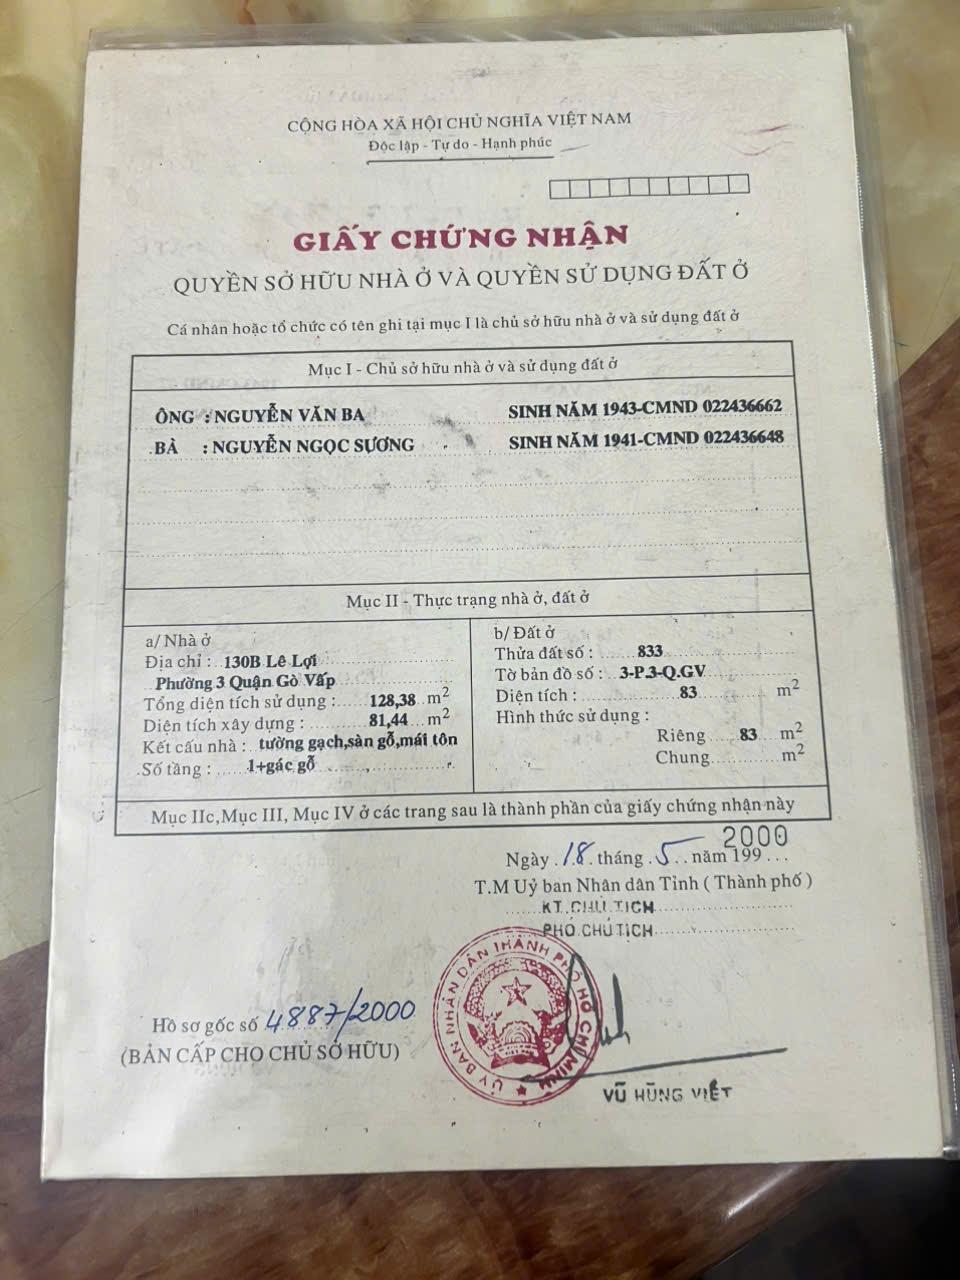 CỘNG HÒA XÃ HỘI CHỦ NGHĨA VIỆT NAM
Độc lập - Tự do - Hạnh phúc
GIẤY CHỨNG NHẬN
QUYỀN SỞ HỮU NHÀ Ở VÀ QUYỀN SỬ DỤNG ĐẤT Ở
Cá nhân hoặc tổ chức có tên ghi tại mục I là chủ sở hữu nhà ở và sử dụng đất ở
Mục I - Chủ sở hữu nhà ở và sử dụng đất ở
ÔNG : NGUYỄN VĂN BA SINH NĂM 1943-CMND 022436662
BÀ : NGUYỄN NGỌC SƯƠNG SINH NĂM 1941-CMND 022436648
Mục II - Thực trạng nhà ở, đất ở
a/ Nhà ở
Địa chỉ : 130B Lê Lợi
Phường 3 Quận Gò Vấp
Tổng diện tích sử dụng : 128,38 m²
Diện tích xây dựng : 81,44 m²
Kết cấu nhà : tường gạch,sàn gỗ,mái tôn
Số tầng : 1+gác gỗ
b/ Đất ở
Thửa đất số : 833
Tờ bản đồ số : 3-P.3-Q.GV
Diện tích : 83 m²
Hình thức sử dụng :
Riêng 83 m²
Chung m²
Mục IIc,Mục III, Mục IV ở các trang sau là thành phần của giấy chứng nhận này
2000
Ngày 18 tháng 5 năm 199
T.M Uỷ ban Nhân dân Tỉnh ( Thành phố )
KT.CHỦ TỊCH
PHÓ CHỦ TỊCH
ỦY BAN NHÂN DÂN THÀNH PHỐ HỒ CHÍ MINH
Hồ sơ gốc số 4887/2000
(BẢN CẤP CHO CHỦ SỞ HỮU)
VŨ HÙNG VIỆT